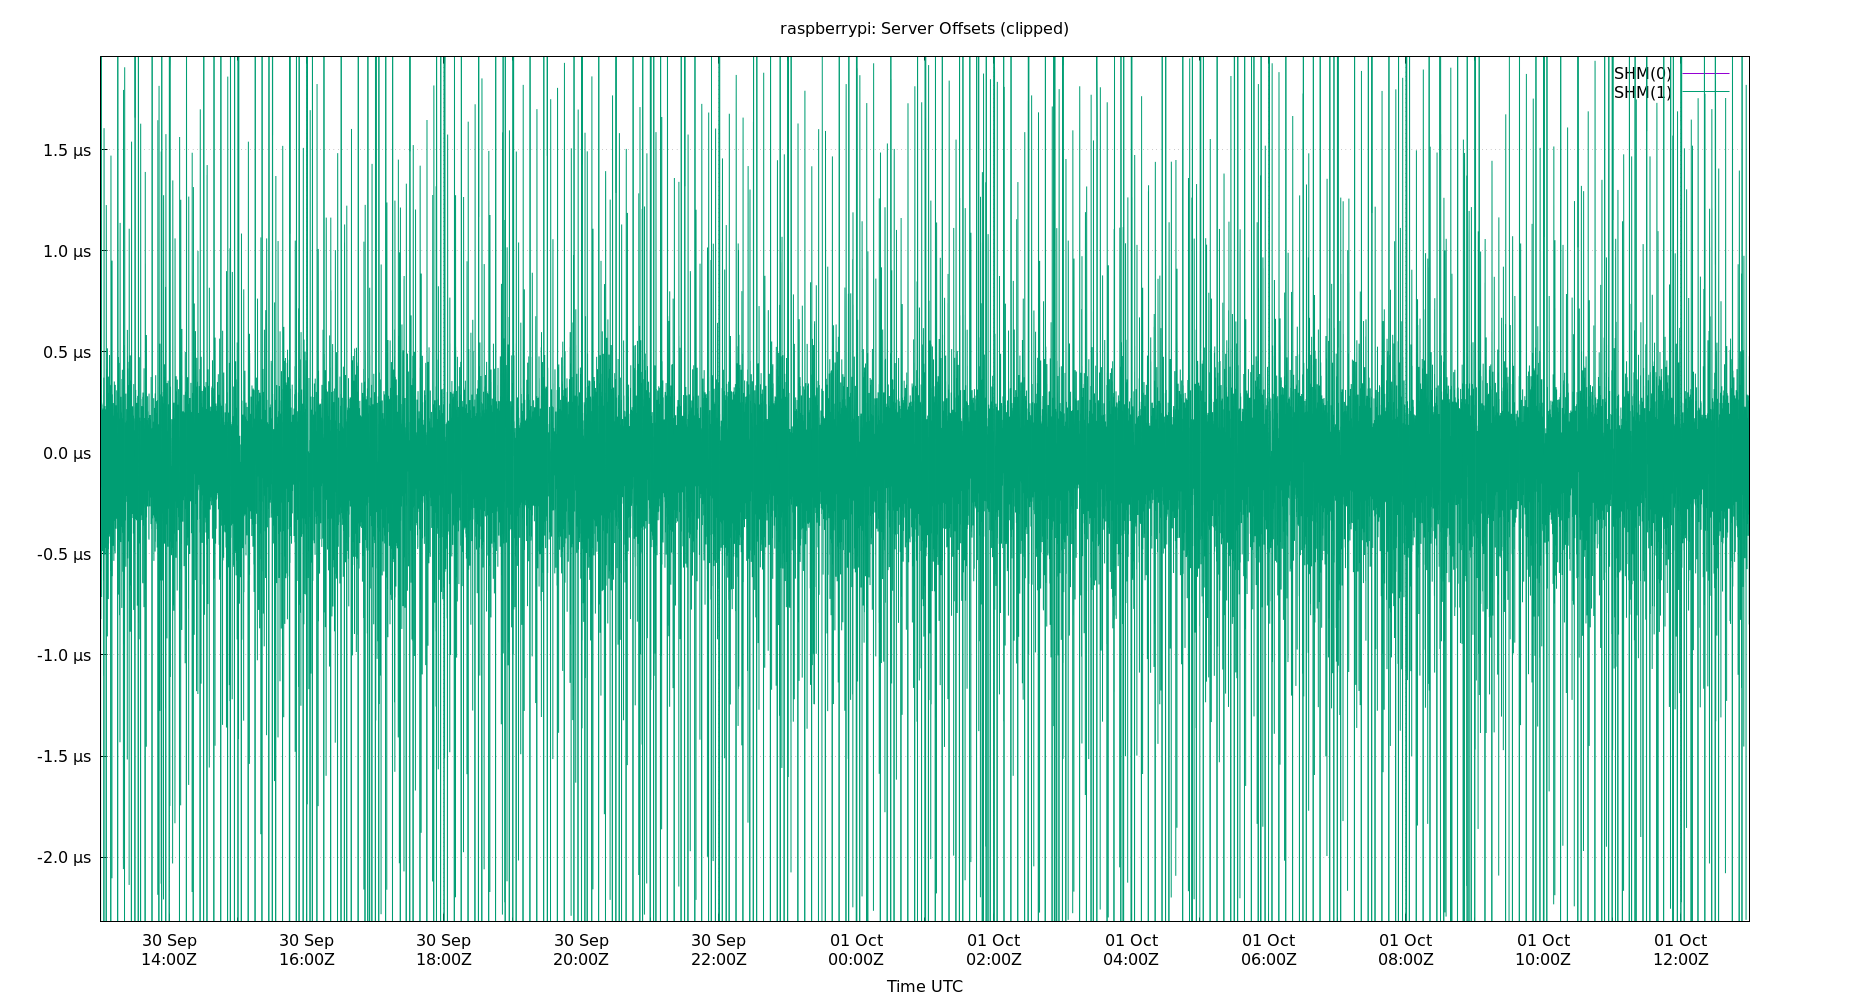 raspberrypi: Server Offsets (clipped)
SHM(0)
SHM(1)
1.5 µs
1.0 µs
0.5 µs
0.0 µs
-0.5 µs
-1.0 µs
-1.5 µs
-2.0 µs
30 Sep 30 Sep 30 Sep 30 Sep 30 Sep 01 Oct 01 Oct 01 Oct 01 Oct 01 Oct 01 Oct 01 Oct
14:00Z 16:00Z 18:00Z 20:00Z 22:00Z 00:00Z 02:00Z 04:00Z 06:00Z 08:00Z 10:00Z 12:00Z
Time UTC